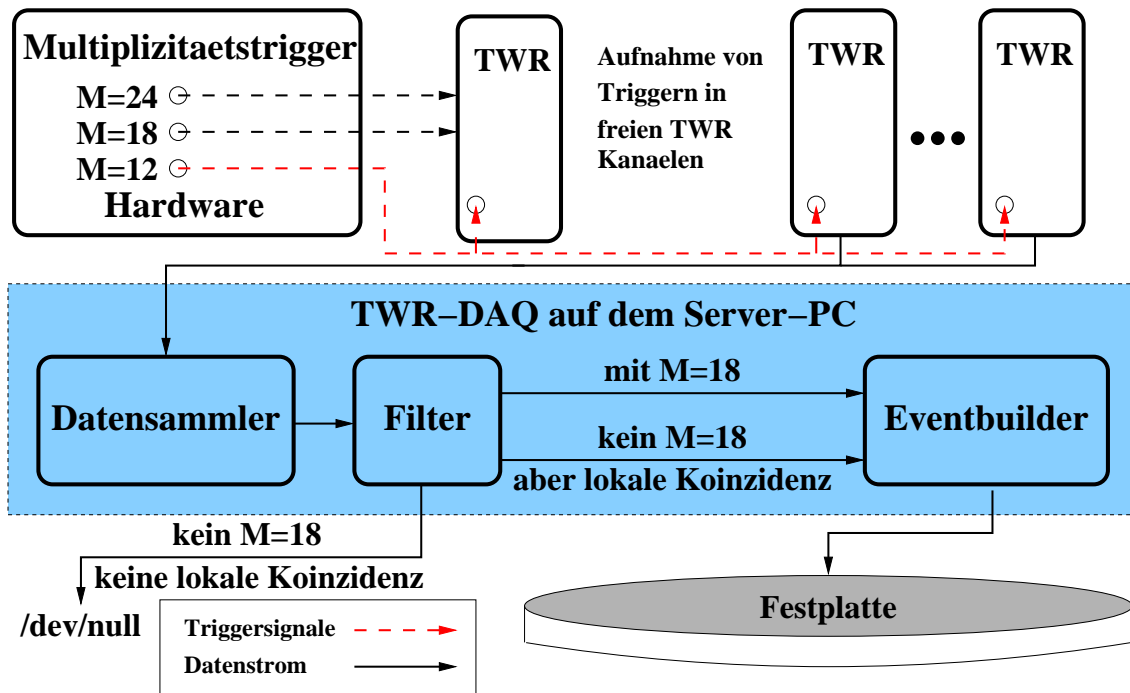 Multiplizitaetstrigger
M=24
M=18
M=12
Hardware
TWR
Aufnahme von
Triggern in
freien TWR
Kanaelen
TWR
TWR
TWR−DAQ auf dem Server−PC
Datensammler
Filter
mit M=18
kein M=18
aber lokale Koinzidenz
Eventbuilder
kein M=18
keine lokale Koinzidenz
/dev/null
Triggersignale
Datenstrom
Festplatte